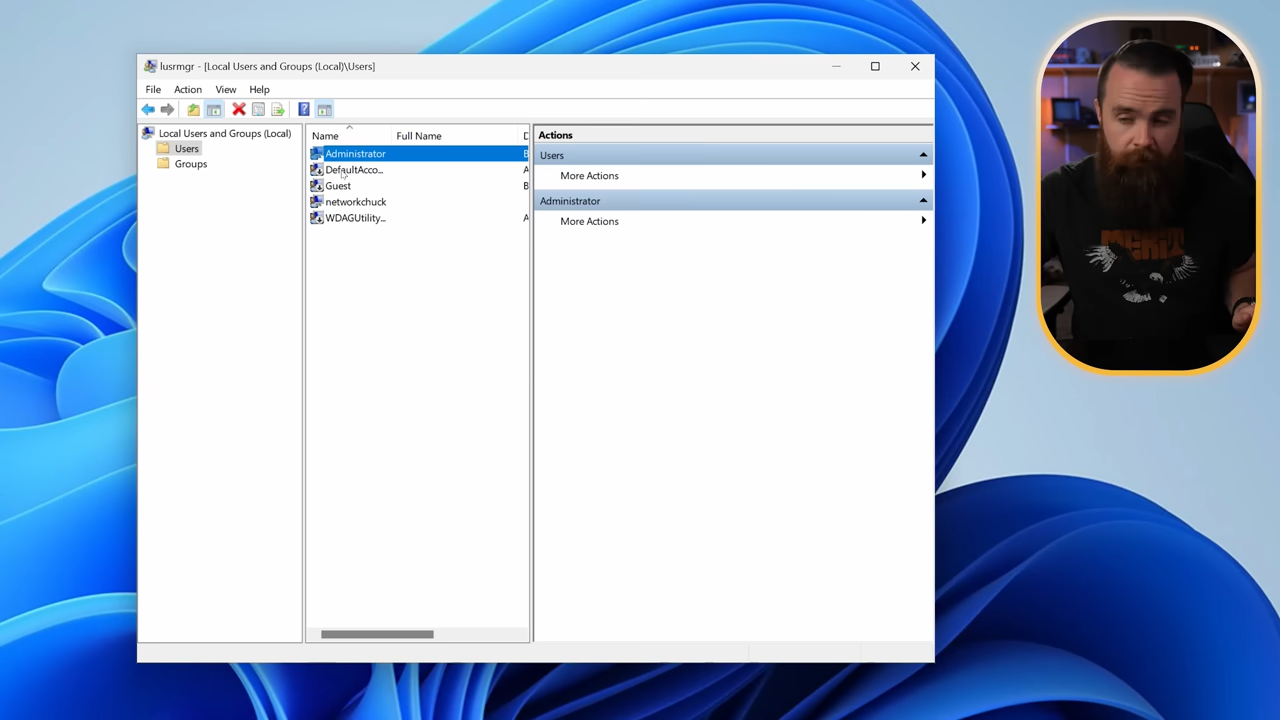 lusrmgr - [Local Users and Groups (Local)\Users]
File Action View Help
Local Users and Groups (Local)
Users
Groups
Name Full Name D
Administrator B
DefaultAcco... A
Guest B
networkchuck
WDAGUtility... A
Actions
Users
More Actions
Administrator
More Actions